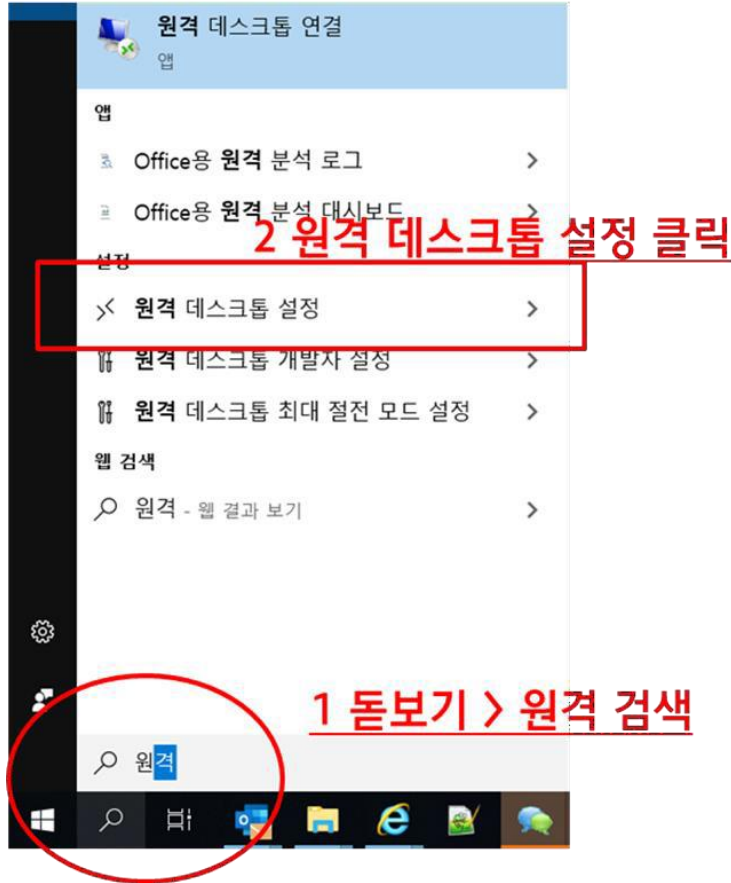 원격 데스크톱 연결
앱
앱
Office용 원격 분석 로그
Office용 원격 분석 대시보드
2 원격 데스크톱 설정 클릭
설정
원격 데스크톱 설정
원격 데스크톱 개발자 설정
원격 데스크톱 최대 절전 모드 설정
웹 검색
원격 - 웹 결과 보기
1 돋보기 > 원격 검색
원격